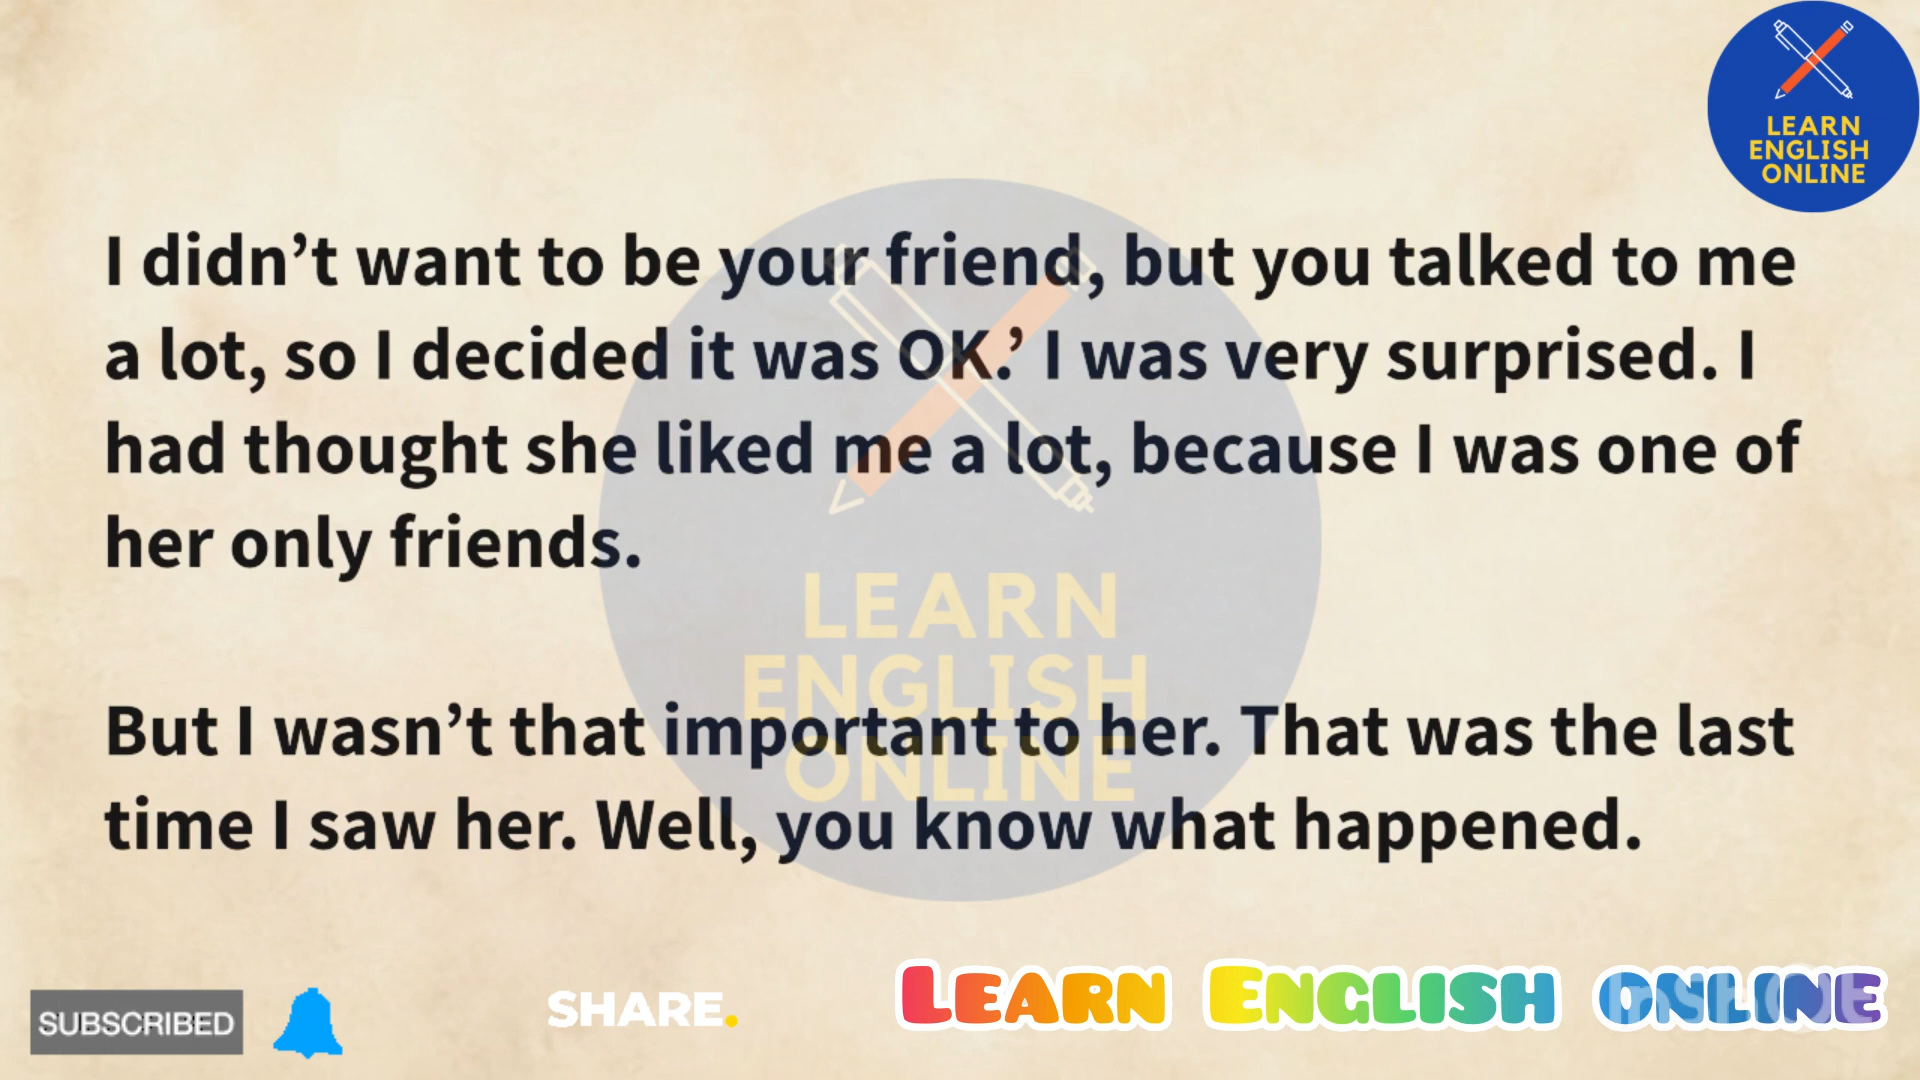 LEARN
ENGLISH
ONLINE
I didn’t want to be your friend, but you talked to me
a lot, so I decided it was OK.’ I was very surprised. I
had thought she liked me a lot, because I was one of
her only friends.
LEARN
ENGLISH
But I wasn’t that important to her. That was the last
ONLINE
time I saw her. Well, you know what happened.
SUBSCRIBED
SHARE.
LEARN ENGLISH ONLINE
InShOt